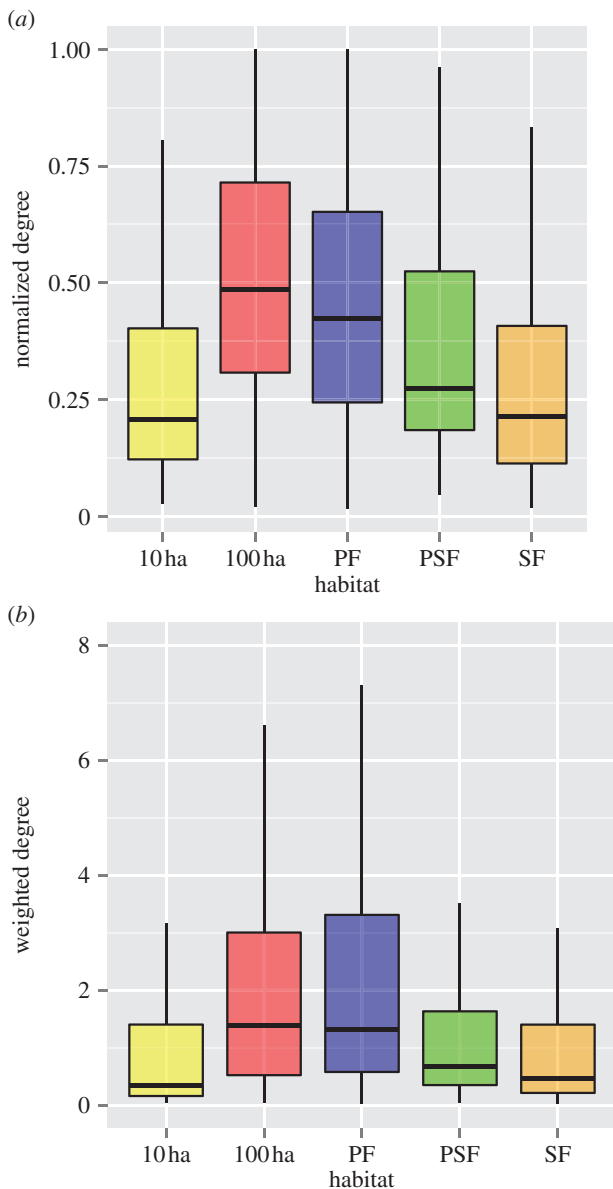 (a)
1.00
0.75
0.50
0.25
0
normalized degree
10 ha 100 ha PF PSF SF
habitat
(b)
8
6
4
2
0
weighted degree
10 ha 100 ha PF PSF SF
habitat